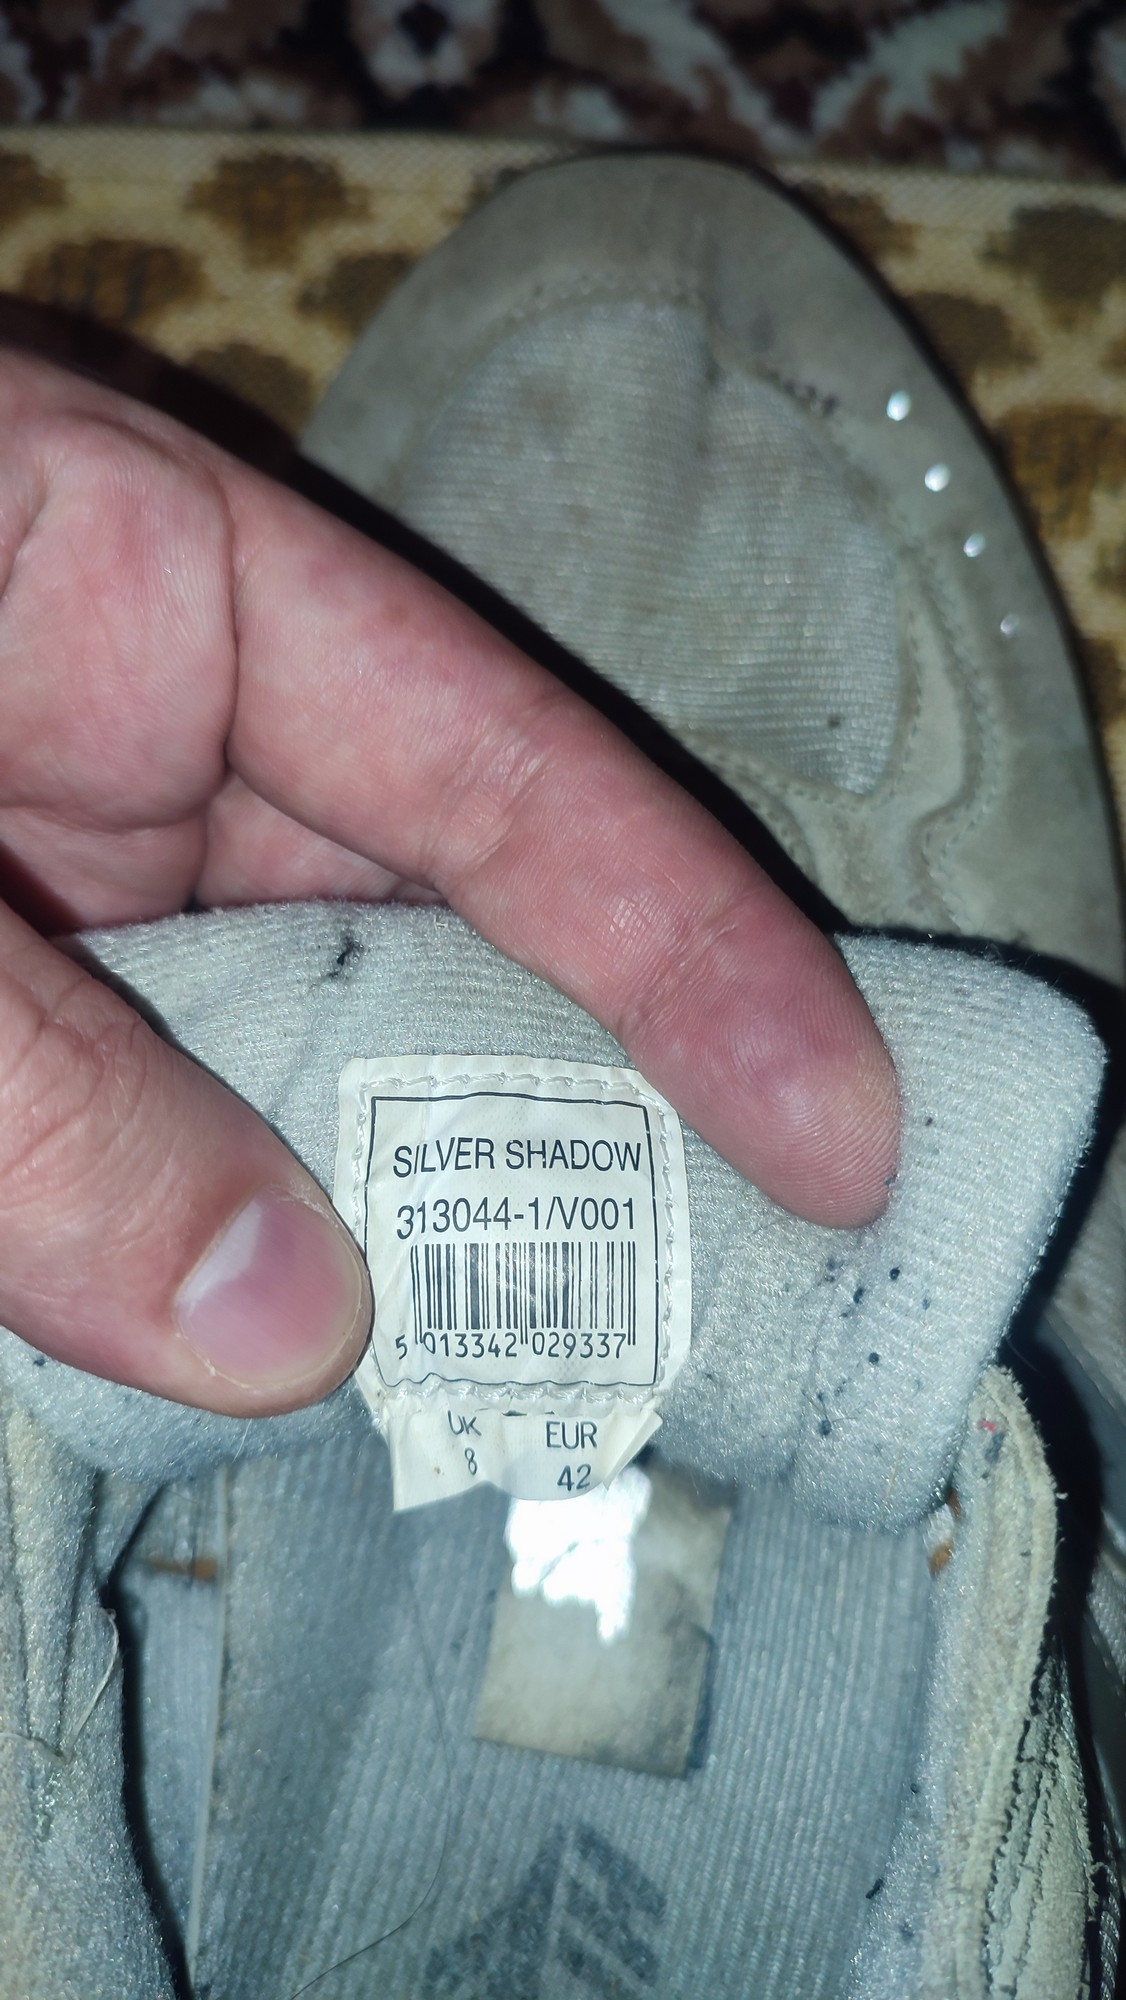 SILVER SHADOW
313044-1/V001
5 013342 029337
UK EUR
8 42